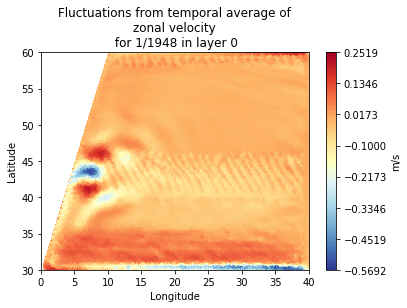 Fluctuations from temporal average of
zonal velocity
for 1/1948 in layer 0
60
55
50
45
40
35
30
Latitude
0 5 10 15 20 25 30 35 40
Longitude
0.2519
0.1346
0.0173
-0.1000
-0.2173
-0.3346
-0.4519
-0.5692
m/s